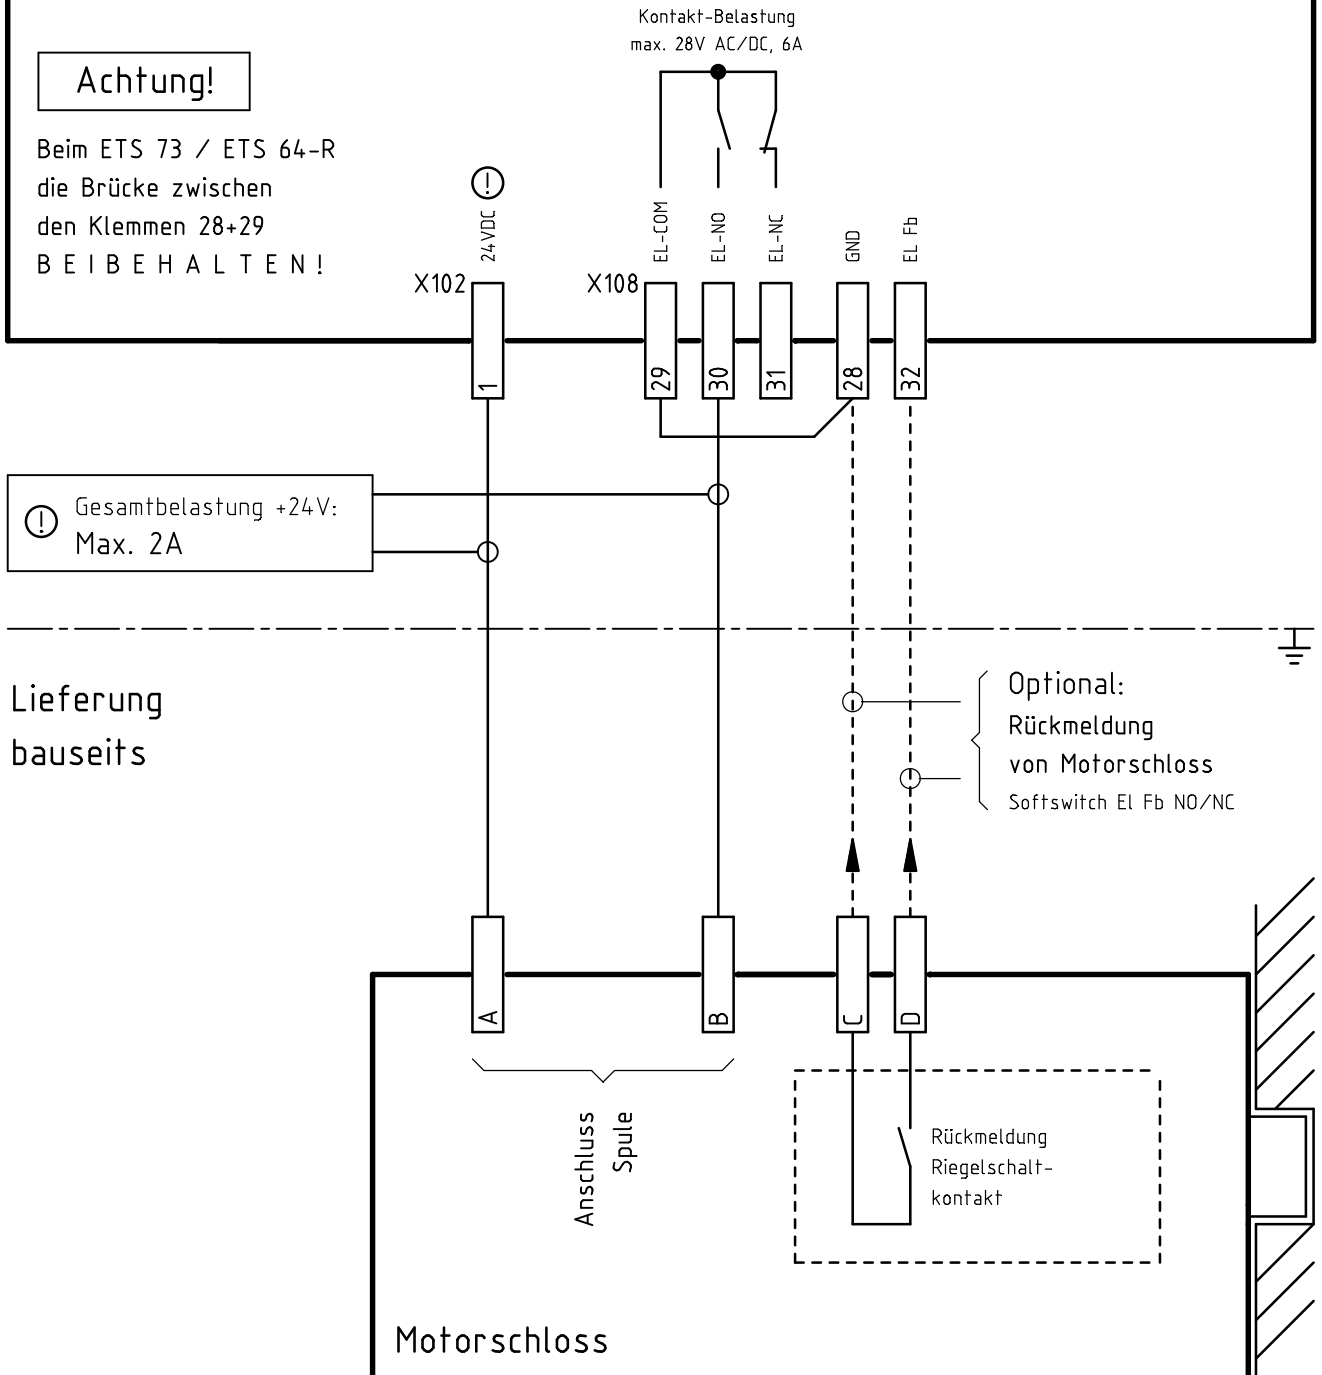 Kontakt-Belastung
max. 28V AC/DC, 6A
Achtung!
Beim ETS 73 / ETS 64-R
die Brücke zwischen
den Klemmen 28+29
BEIBEHALTEN!
!
24VDC
EL-COM
EL-NO
EL-NC
GND
EL Fb
X102
X108
1
29
30
31
28
32
! Gesamtbelastung +24V:
Max. 2A
Lieferung
bauseits
Optional:
Rückmeldung
von Motorschloss
Softswitch El Fb NO/NC
A
B
C
D
Anschluss
Spule
Rückmeldung
Riegelschalt-
kontakt
Motorschloss